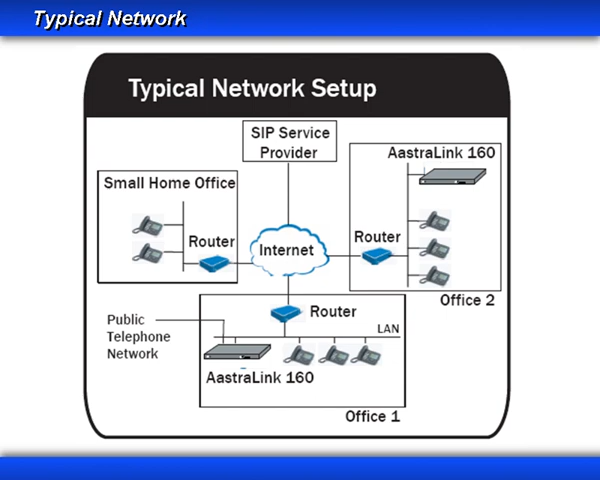 Typical Network
Typical Network Setup
SIP Service
Provider
AastraLink 160
Small Home Office
Router
Internet
Router
Office 2
Router
Public
Telephone
Network
LAN
AastraLink 160
Office 1